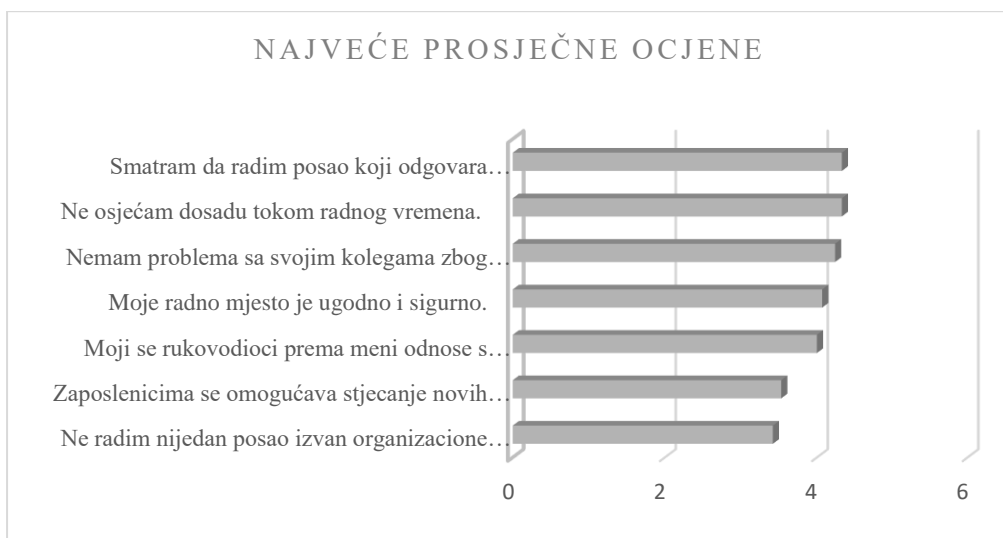 NAJVEĆE PROSJEČNE OCJENE
Smatram da radim posao koji odgovara…
Ne osjećam dosadu tokom radnog vremena.
Nemam problema sa svojim kolegama zbog…
Moje radno mjesto je ugodno i sigurno.
Moji se rukovodioci prema meni odnose s…
Zaposlenicima se omogućava stjecanje novih…
Ne radim nijedan posao izvan organizacione…
0 2 4 6